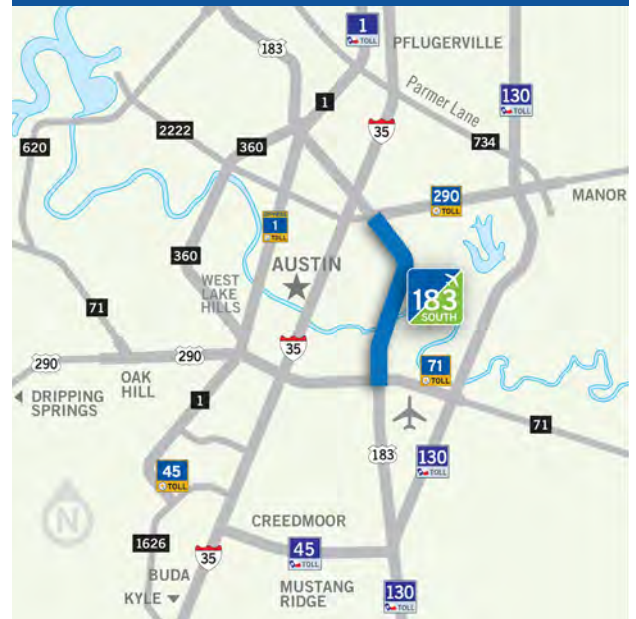 1
TOLL
183
PFLUGERVILLE
130
TOLL
Parmer Lane
1
35
2222
620
360
734
290
TOLL
MANOR
EXPRESS
1
TOLL
360
AUSTIN
WEST
LAKE
HILLS
183
SOUTH
71
35
290
290
71
TOLL
OAK
HILL
DRIPPING
SPRINGS
1
71
183
130
TOLL
45
TOLL
N
CREEDMOOR
1626
35
45
TOLL
BUDA
MUSTANG
RIDGE
KYLE
130
TOLL